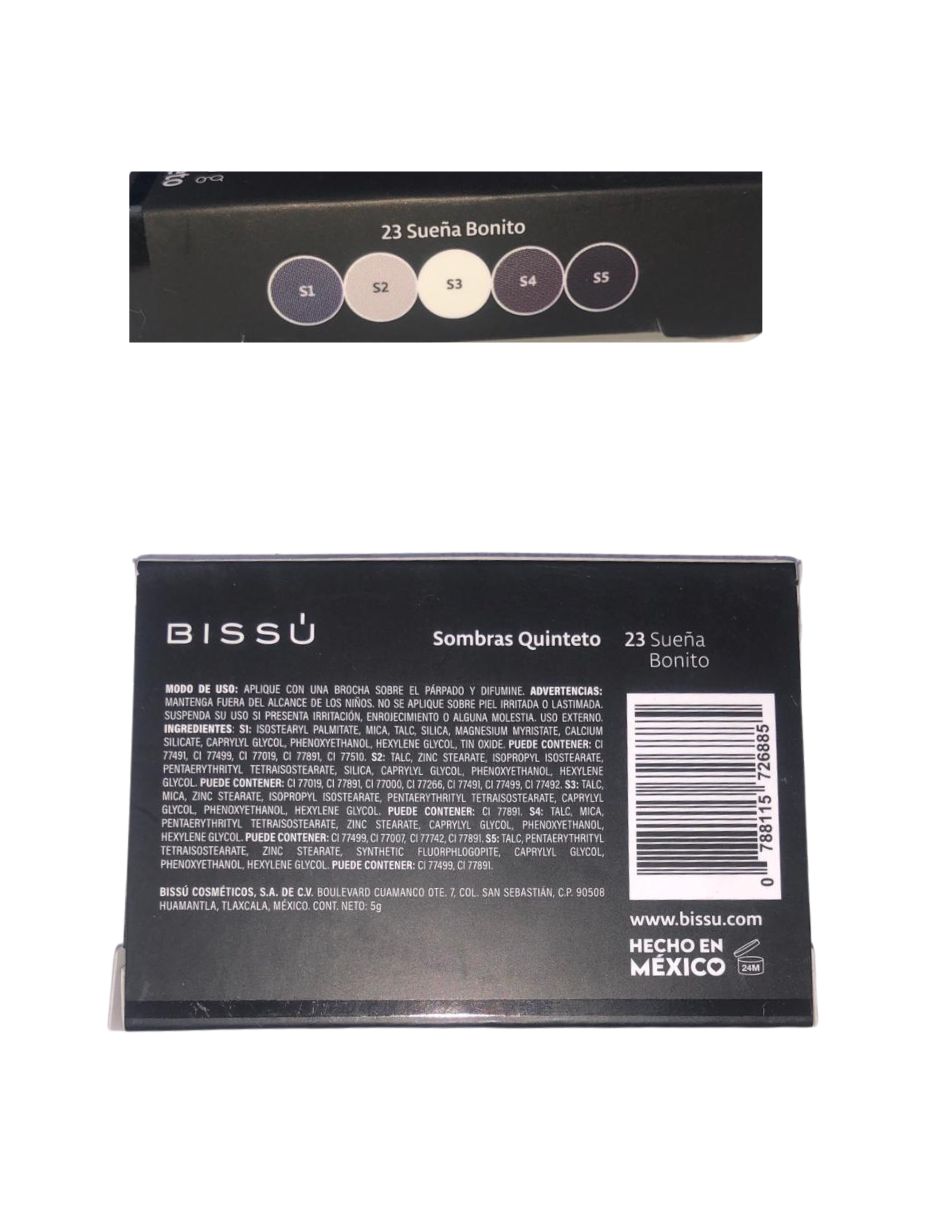 23 Sueña Bonito
S1 S2 S3 S4 S5
BISSÚ
Sombras Quinteto 23 Sueña
Bonito
MODO DE USO: APLIQUE CON UNA BROCHA SOBRE EL PÁRPADO Y DIFUMINE. ADVERTENCIAS:
MANTENGA FUERA DEL ALCANCE DE LOS NIÑOS. NO SE APLIQUE SOBRE PIEL IRRITADA O LASTIMADA.
SUSPENDA SU USO SI PRESENTA IRRITACIÓN, ENROJECIMIENTO O ALGUNA MOLESTIA. USO EXTERNO.
INGREDIENTES: S1: ISOSTEARYL PALMITATE, MICA, TALC, SILICA, MAGNESIUM MYRISTATE, CALCIUM
SILICATE, CAPRYLYL GLYCOL, PHENOXYETHANOL, HEXYLENE GLYCOL, TIN OXIDE. PUEDE CONTENER: CI
77491, CI 77499, CI 77019, CI 77891, CI 77510. S2: TALC, ZINC STEARATE, ISOPROPYL ISOSTEARATE,
PENTAERYTHRITYL TETRAISOSTEARATE, SILICA, CAPRYLYL GLYCOL, PHENOXYETHANOL, HEXYLENE
GLYCOL. PUEDE CONTENER: CI 77019, CI 77891, CI 77000, CI 77266, CI 77491, CI 77499, CI 77492. S3: TALC,
MICA, ZINC STEARATE, ISOPROPYL ISOSTEARATE, PENTAERYTHRITYL TETRAISOSTEARATE, CAPRYLYL
GLYCOL, PHENOXYETHANOL, HEXYLENE GLYCOL. PUEDE CONTENER: CI 77891. S4: TALC, MICA,
PENTAERYTHRITYL TETRAISOSTEARATE, ZINC STEARATE, CAPRYLYL GLYCOL, PHENOXYETHANOL,
HEXYLENE GLYCOL. PUEDE CONTENER: CI 77499, CI 77007, CI 77742, CI 77891. S5: TALC, PENTAERYTHRITYL
TETRAISOSTEARATE, ZINC STEARATE, SYNTHETIC FLUORPHLOGOPITE, CAPRYLYL GLYCOL,
PHENOXYETHANOL, HEXYLENE GLYCOL. PUEDE CONTENER: CI 77499, CI 77891.
BISSÚ COSMÉTICOS, S.A. DE C.V. BOULEVARD CUAMANCO OTE. 7, COL. SAN SEBASTIÁN, C.P. 90508
HUAMANTLA, TLAXCALA, MÉXICO. CONT. NETO: 5g
0 788115 726885
www.bissu.com
HECHO EN
MÉXICO
24M